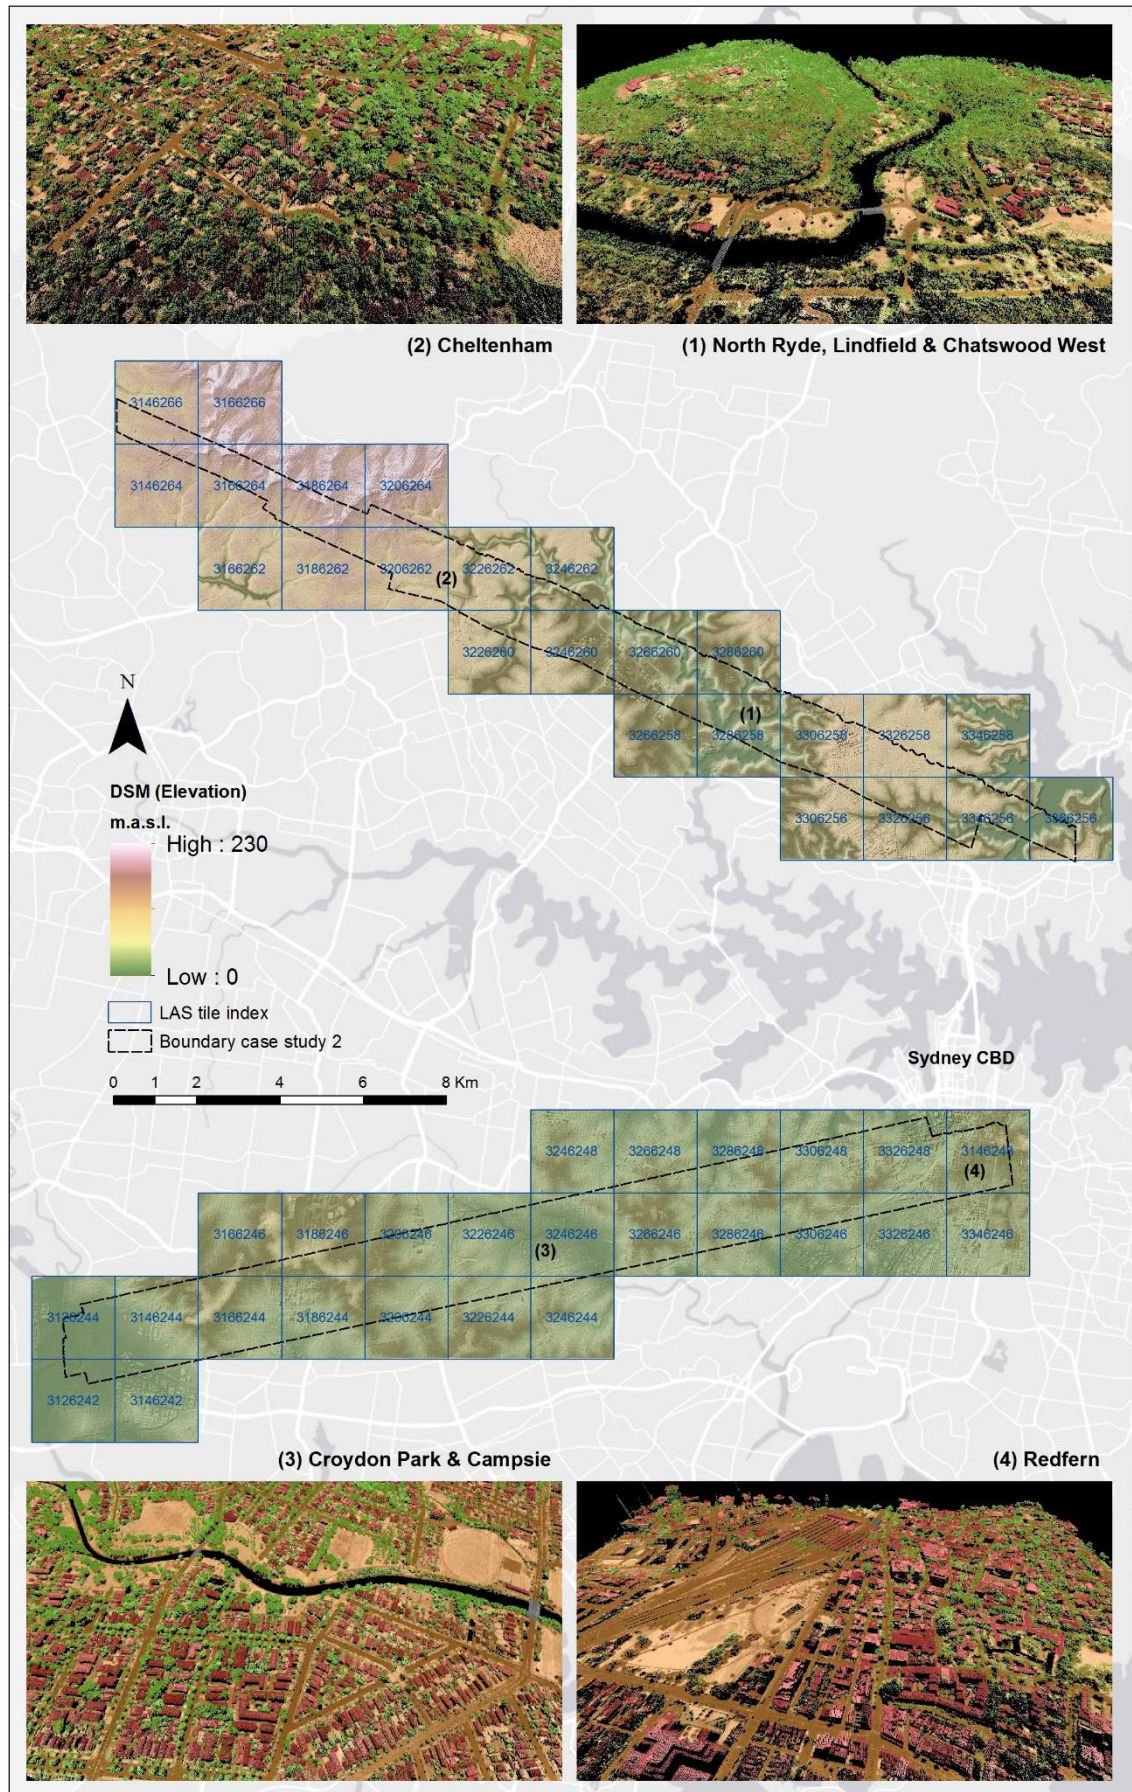 (2) Cheltenham
(1) North Ryde, Lindfield & Chatswood West
3146266 3166266
3146264 3166264 3186264 3206264
3166262 3186262 3206262 3226262 3246262
(2)
3226260 3246260 3266260 3286260
(1)
3266258 3286258 3306258 3326258 3346258
3306256 3326256 3346256 3366256
N
DSM (Elevation)
m.a.s.l.
High : 230
Low : 0
LAS tile index
Boundary case study 2
0 1 2 4 6 8 Km
Sydney CBD
3246248 3266248 3286248 3306248 3326248 3146248
(4)
3166246 3186246 3206246 3226246 3246246 3266246 3286246 3306246 3326246 3346246
(3)
3126244 3146244 3166244 3186244 3206244 3226244 3246244
3126242 3146242
(3) Croydon Park & Campsie
(4) Redfern